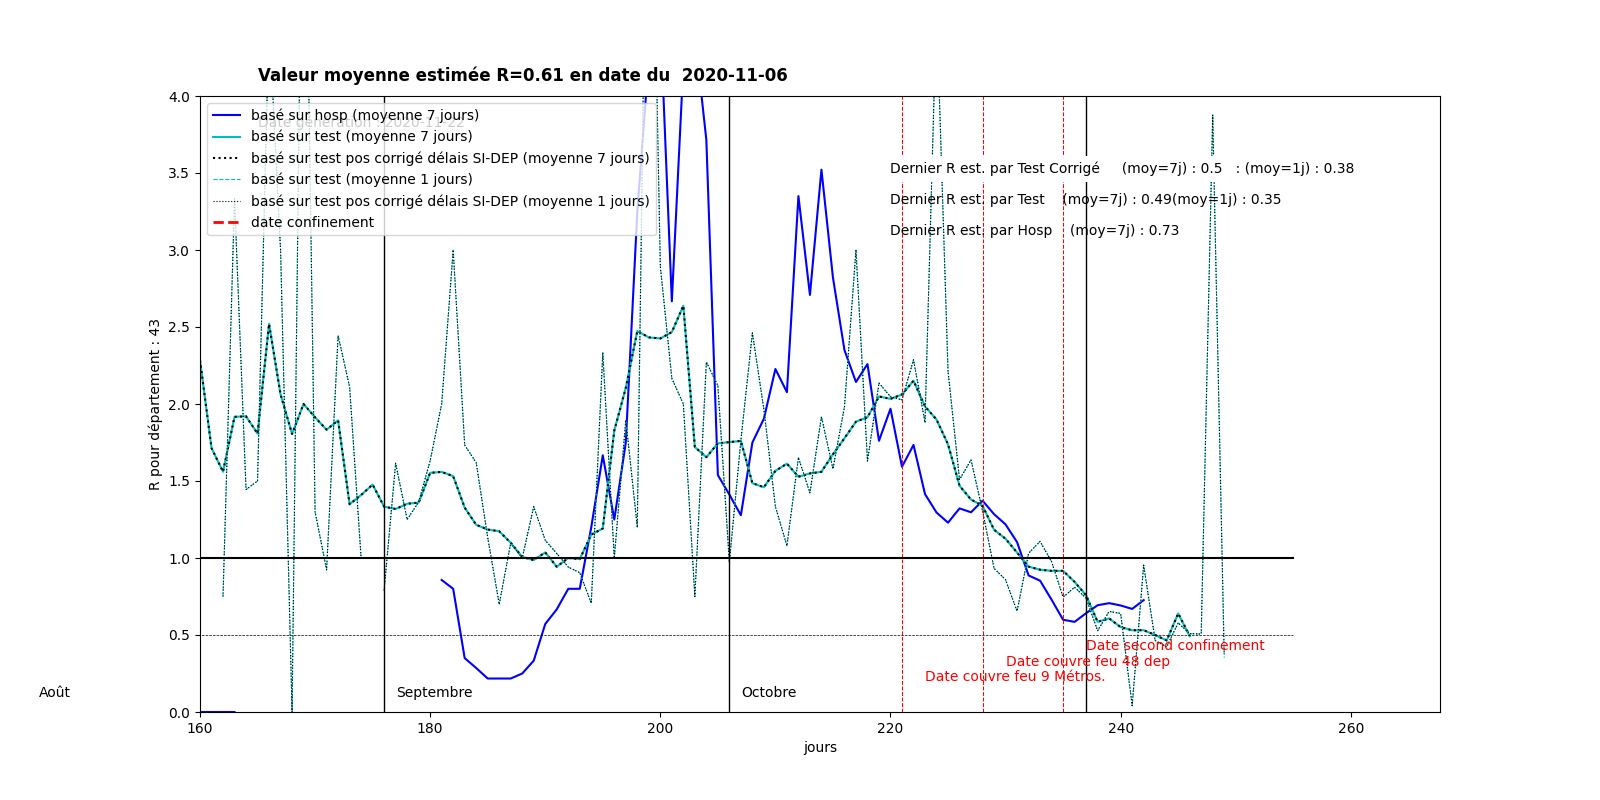 Valeur moyenne estimée R=0.61 en date du  2020-11-06
Date génération : 2020-11-22
basé sur hosp (moyenne 7 jours)
basé sur test (moyenne 7 jours)
basé sur test pos corrigé délais SI-DEP (moyenne 7 jours)
basé sur test (moyenne 1 jours)
basé sur test pos corrigé délais SI-DEP (moyenne 1 jours)
date confinement
Dernier R est. par Test Corrigé     (moy=7j) : 0.5   : (moy=1j) : 0.38
Dernier R est. par Test    (moy=7j) : 0.49(moy=1j) : 0.35
Dernier R est. par Hosp    (moy=7j) : 0.73
4.0
3.5
3.0
2.5
2.0
1.5
1.0
0.5
0.0
R pour département : 43
Date second confinement
Date couvre feu 48 dep
Date couvre feu 9 Métros.
Août
Septembre
Octobre
160
180
200
220
240
260
jours